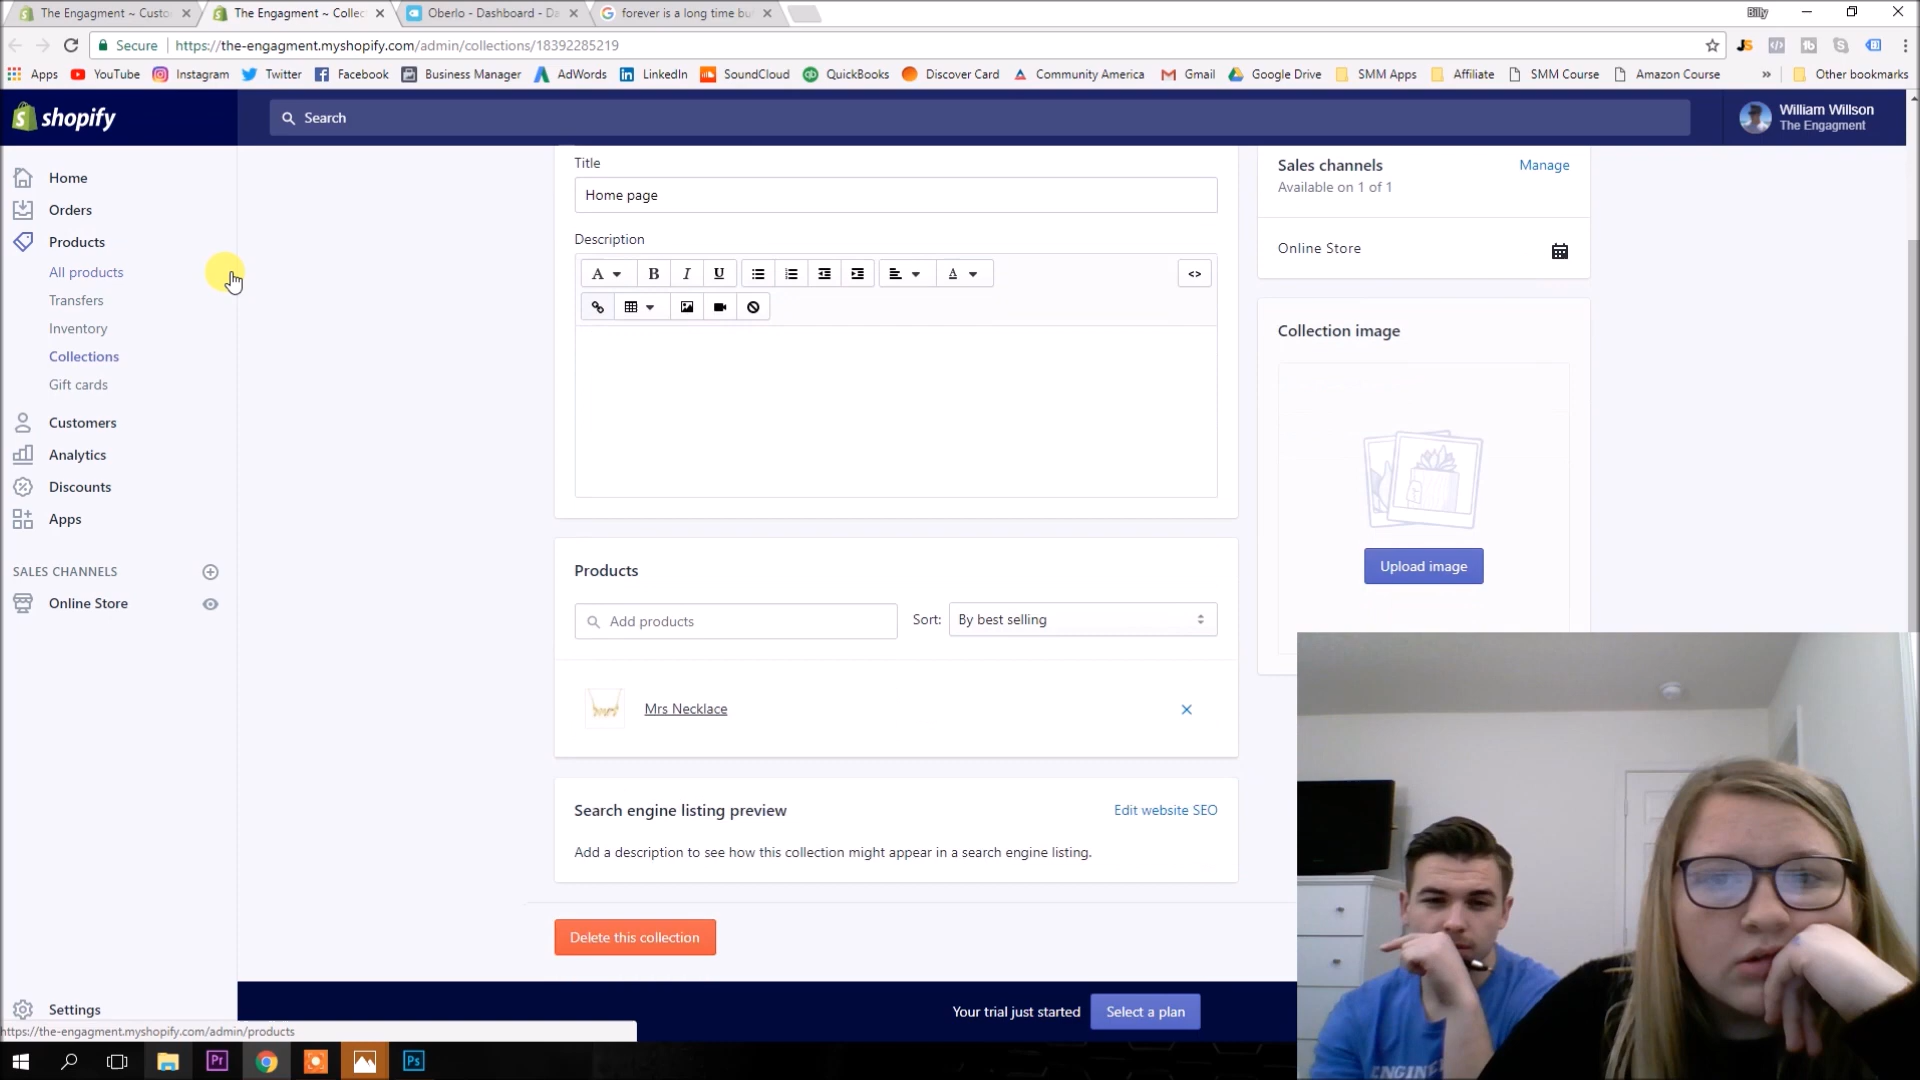 The Engagment ~ Custo
The Engagment ~ Collec
Oberlo - Dashboard - Da
forever is a long time bu
Billy
Secure
https://the-engagment.myshopify.com/admin/collections/18392285219
Apps
YouTube
Instagram
Twitter
Facebook
Business Manager
AdWords
LinkedIn
SoundCloud
QuickBooks
Discover Card
Community America
Gmail
Google Drive
SMM Apps
Affiliate
SMM Course
Amazon Course
»
Other bookmarks
shopify
Search
William Willson
The Engagment
Home
Orders
Products
All products
Transfers
Inventory
Collections
Gift cards
Customers
Analytics
Discounts
Apps
SALES CHANNELS
Online Store
Settings
Title
Home page
Description
A
B
I
U
A
<>
Products
Add products
Sort:
By best selling
Mrs Necklace
Search engine listing preview
Edit website SEO
Add a description to see how this collection might appear in a search engine listing.
Delete this collection
Sales channels
Manage
Available on 1 of 1
Online Store
Collection image
Upload image
Your trial just started
Select a plan
https://the-engagment.myshopify.com/admin/products
Pr
Ps